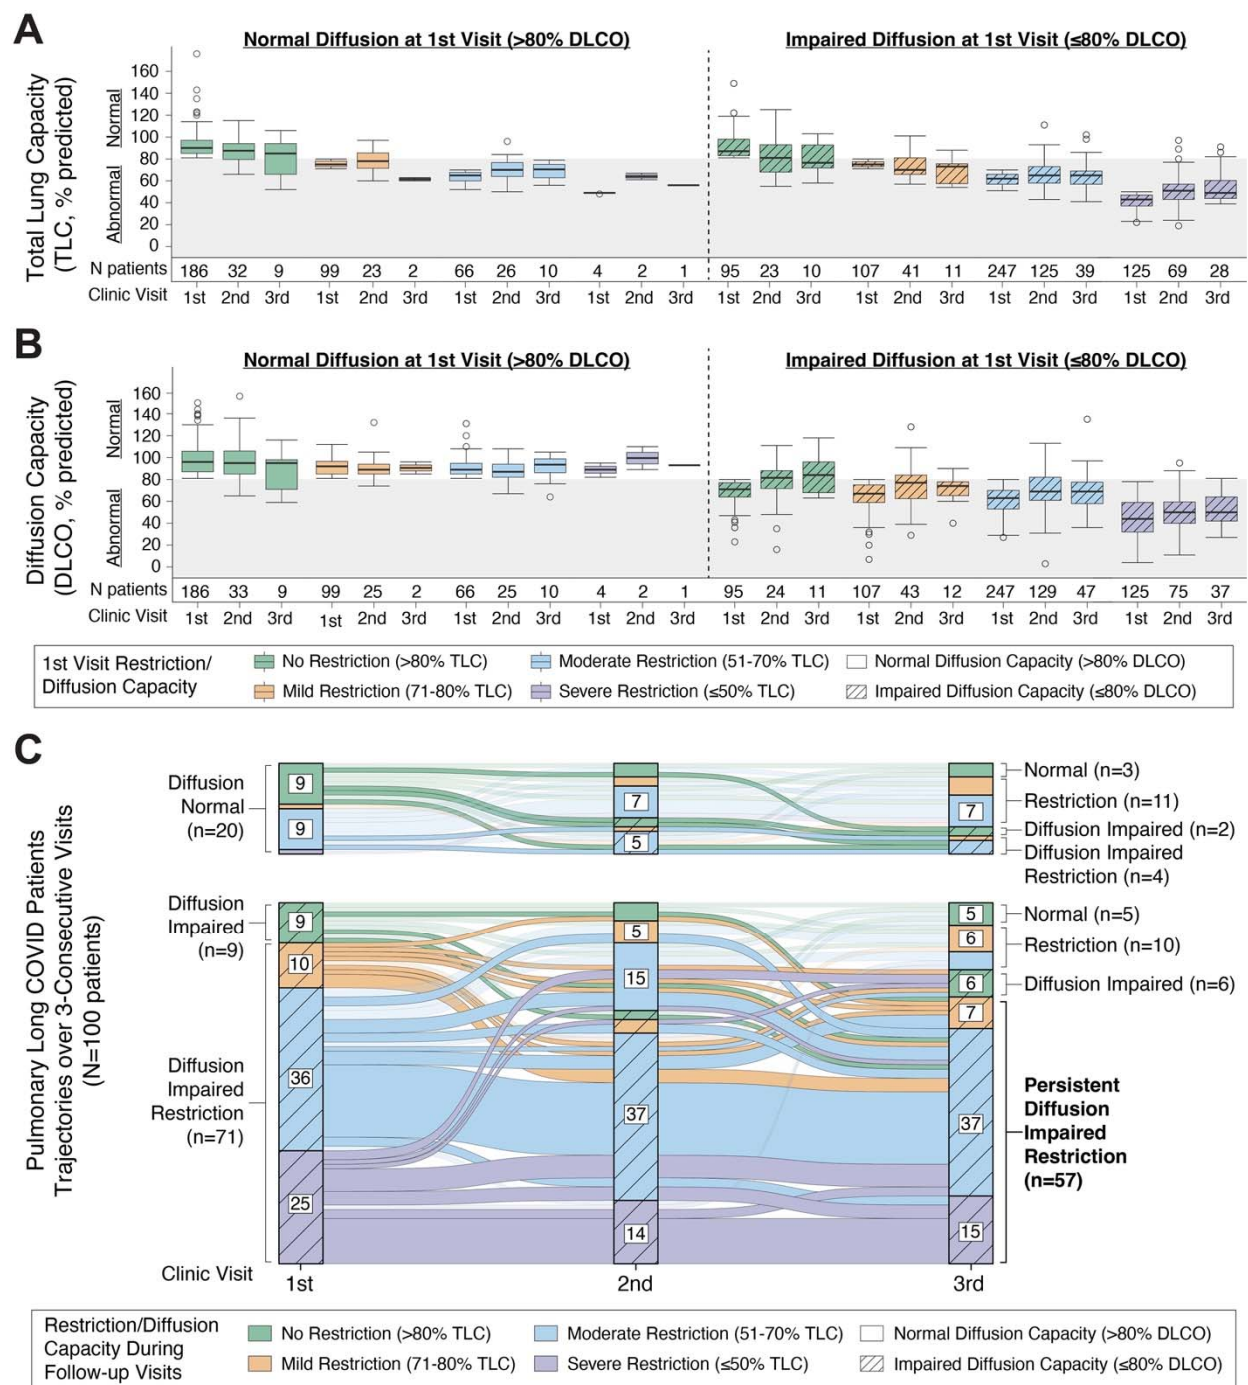 A
Normal Diffusion at 1st Visit (>80% DLCO)
Impaired Diffusion at 1st Visit (≤80% DLCO)
Total Lung Capacity
(TLC, % predicted)
Abnormal Normal
160
140
120
100
80
60
40
20
0
N patients 186 32 9 99 23 2 66 26 10 4 2 1 95 23 10 107 41 11 247 125 39 125 69 28
Clinic Visit 1st 2nd 3rd 1st 2nd 3rd 1st 2nd 3rd 1st 2nd 3rd 1st 2nd 3rd 1st 2nd 3rd 1st 2nd 3rd 1st 2nd 3rd
B
Normal Diffusion at 1st Visit (>80% DLCO)
Impaired Diffusion at 1st Visit (≤80% DLCO)
Diffusion Capacity
(DLCO, % predicted)
Abnormal Normal
160
140
120
100
80
60
40
20
0
N patients 186 33 9 99 25 2 66 25 10 4 2 1 95 24 11 107 43 12 247 129 47 125 75 37
Clinic Visit 1st 2nd 3rd 1st 2nd 3rd 1st 2nd 3rd 1st 2nd 3rd 1st 2nd 3rd 1st 2nd 3rd 1st 2nd 3rd 1st 2nd 3rd
1st Visit Restriction/
Diffusion Capacity
No Restriction (>80% TLC)
Moderate Restriction (51-70% TLC)
Normal Diffusion Capacity (>80% DLCO)
Mild Restriction (71-80% TLC)
Severe Restriction (≤50% TLC)
Impaired Diffusion Capacity (≤80% DLCO)
C
Pulmonary Long COVID Patients
Trajectories over 3-Consecutive Visits
(N=100 patients)
Diffusion
Normal
(n=20)
9
9
7
5
7
Normal (n=3)
Restriction (n=11)
Diffusion Impaired (n=2)
Diffusion Impaired
Restriction (n=4)
Diffusion
Impaired
(n=9)
Diffusion
Impaired
Restriction
(n=71)
9
10
36
25
5
15
37
14
5
6
6
7
37
15
Normal (n=5)
Restriction (n=10)
Diffusion Impaired (n=6)
Persistent
Diffusion
Impaired
Restriction
(n=57)
Clinic Visit 1st 2nd 3rd
Restriction/Diffusion
Capacity During
Follow-up Visits
No Restriction (>80% TLC)
Moderate Restriction (51-70% TLC)
Normal Diffusion Capacity (>80% DLCO)
Mild Restriction (71-80% TLC)
Severe Restriction (≤50% TLC)
Impaired Diffusion Capacity (≤80% DLCO)